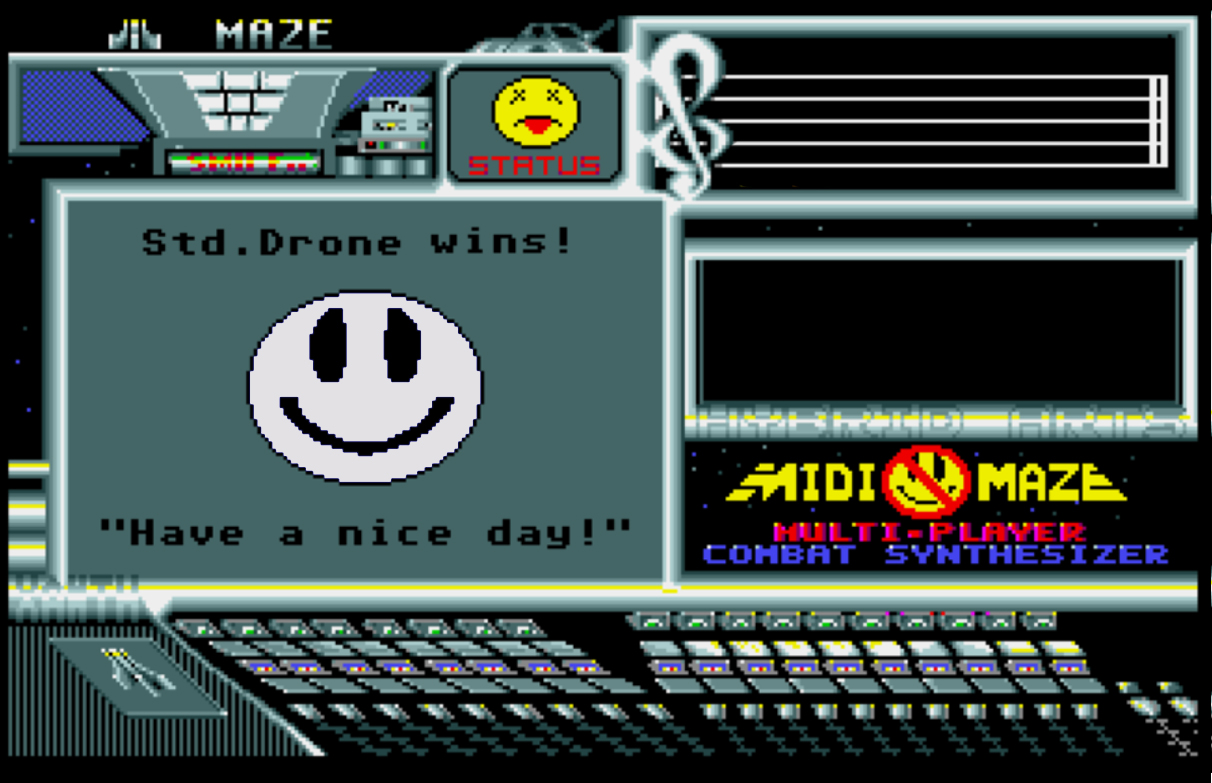 MAZE
STATUS
Std.Drone wins!
"Have a nice day!"
MIDI MAZE
MULTI-PLAYER
COMBAT SYNTHESIZER